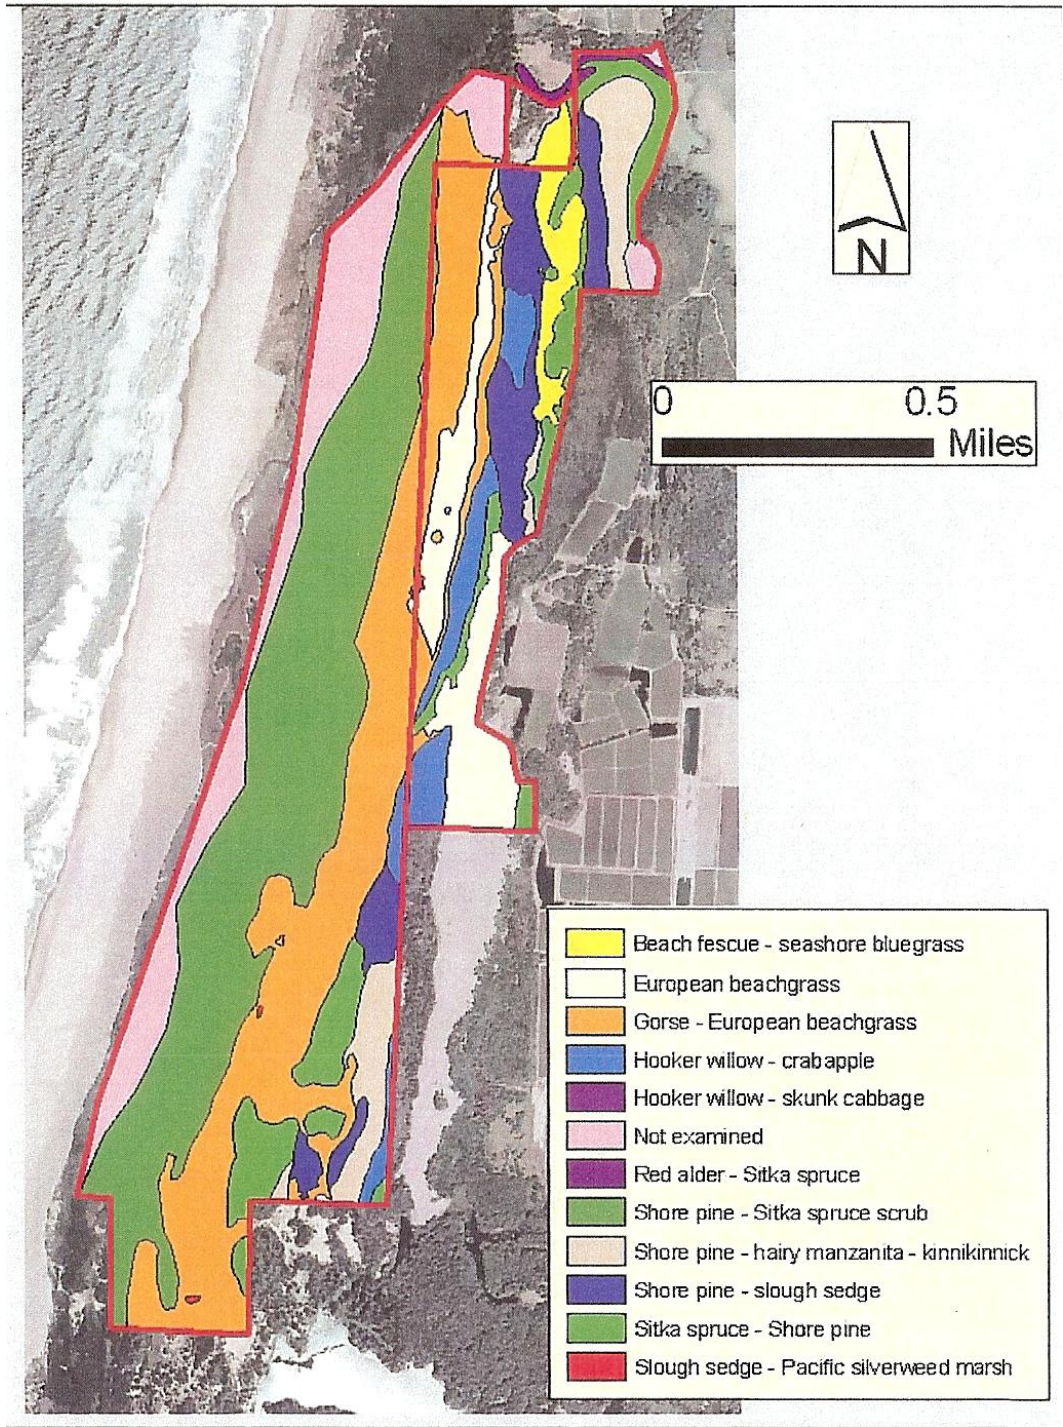 N
0 0.5
Miles
Beach fescue - seashore bluegrass
European beachgrass
Gorse - European beachgrass
Hooker willow - crabapple
Hooker willow - skunk cabbage
Not examined
Red alder - Sitka spruce
Shore pine - Sitka spruce scrub
Shore pine - hairy manzanita - kinnikinnick
Shore pine - slough sedge
Sitka spruce - Shore pine
Slough sedge - Pacific silverweed marsh